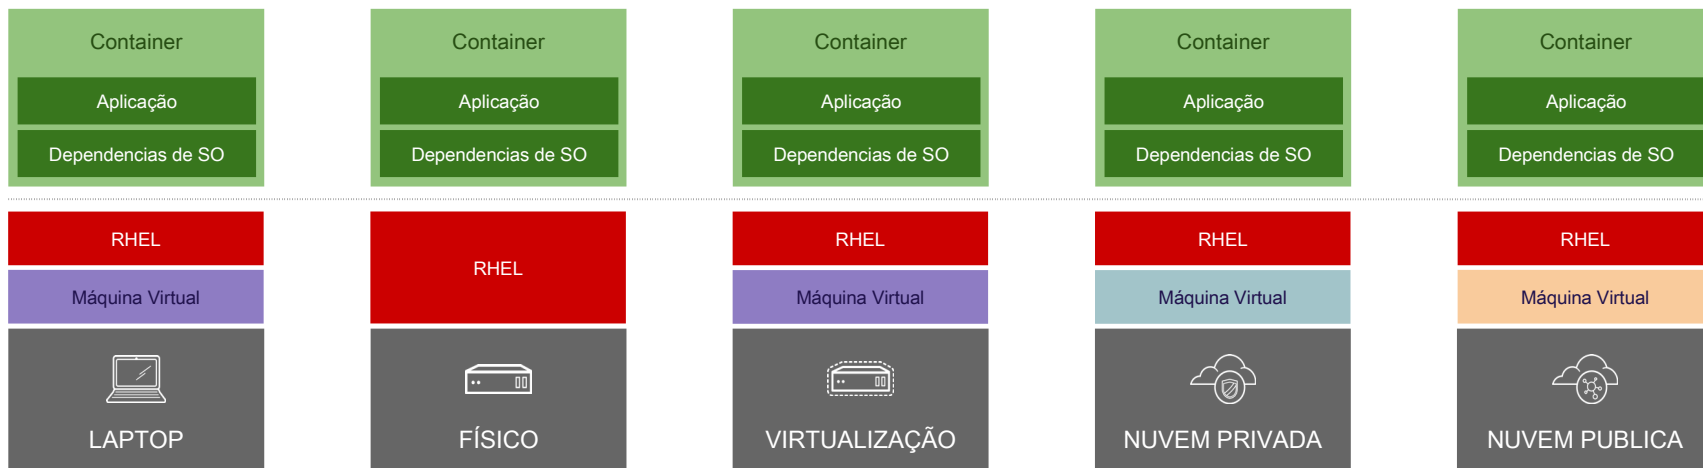 Container
Aplicação
Dependencias de SO
RHEL
Máquina Virtual
LAPTOP
Container
Aplicação
Dependencias de SO
RHEL
FÍSICO
Container
Aplicação
Dependencias de SO
RHEL
Máquina Virtual
VIRTUALIZAÇÃO
Container
Aplicação
Dependencias de SO
RHEL
Máquina Virtual
NUVEM PRIVADA
Container
Aplicação
Dependencias de SO
RHEL
Máquina Virtual
NUVEM PUBLICA